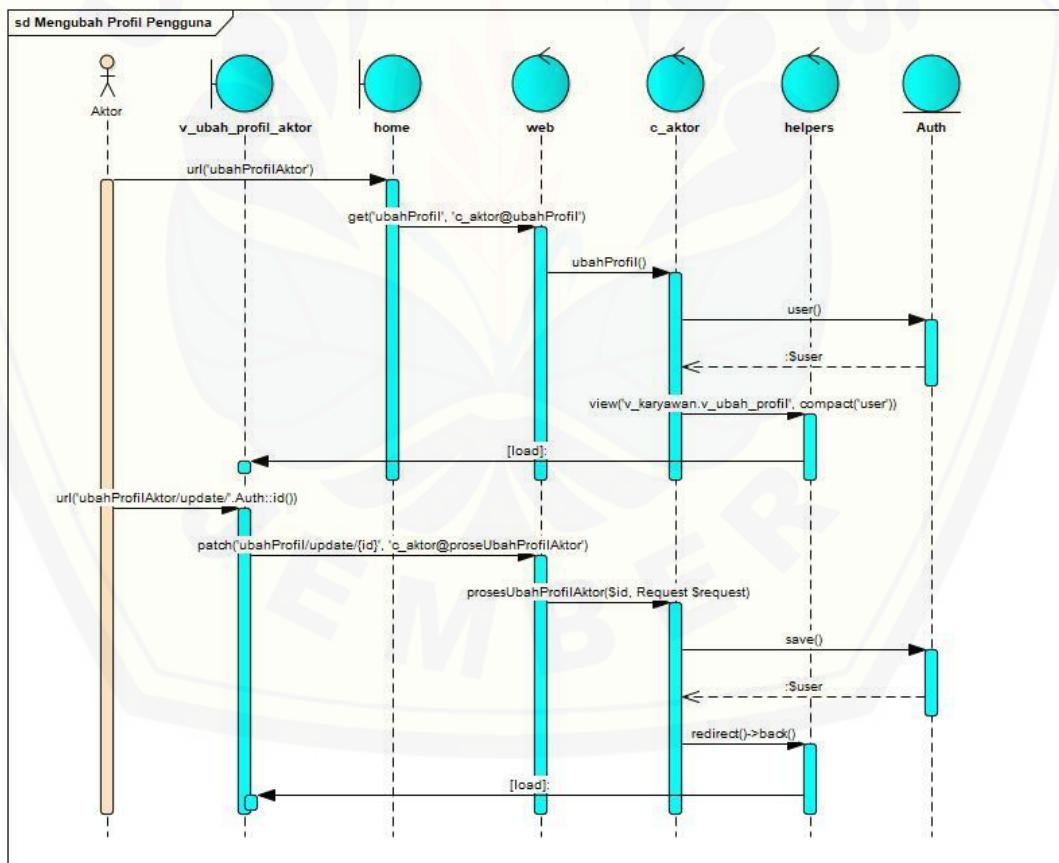 sd Mengubah Profil Pengguna
Aktor
v_ubah_profil_aktor
home
web
c_aktor
helpers
Auth
url('ubahProfilAktor')
get('ubahProfil', 'c_aktor@ubahProfil')
ubahProfil()
user()
:$user
view('v_karyawan.v_ubah_profil', compact('user'))
[load]:
url('ubahProfilAktor/update/'.Auth::id())
patch('ubahProfil/update/{id}', 'c_aktor@proseUbahProfilAktor')
prosesUbahProfilAktor($id, Request $request)
save()
:$user
redirect()->back()
[load]:
JEMBER